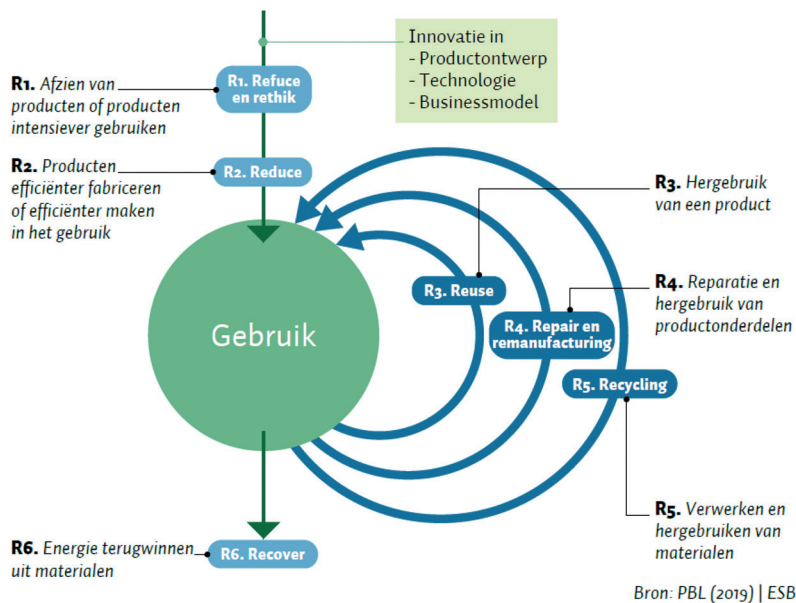 Innovatie in
- Productontwerp
- Technologie
- Businessmodel
R1. Afzien van
producten of producten
intensiever gebruiken
R1. Refuce
en rethik
R2. Producten
efficiënter fabriceren
of efficiënter maken
in het gebruik
R2. Reduce
R3. Hergebruik
van een product
R3. Reuse
R4. Reparatie en
hergebruik van
productonderdelen
R4. Repair en
remanufacturing
Gebruik
R5. Recycling
R5. Verwerken en
hergebruiken van
materialen
R6. Energie terugwinnen
uit materialen
R6. Recover
Bron: PBL (2019) | ESB